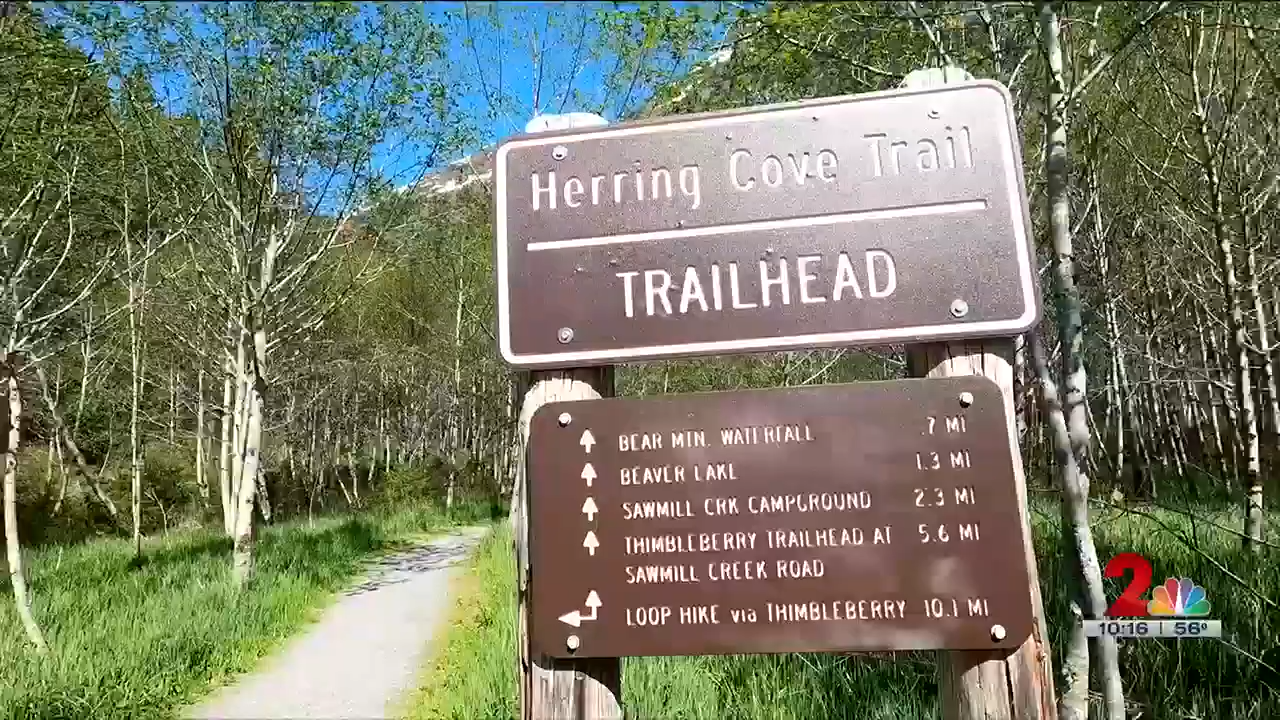 Herring Cove Trail
TRAILHEAD
BEAR MTN. WATERFALL .7 MI
BEAVER LAKE 1.3 MI
SAWMILL CRK CAMPGROUND 2.3 MI
THIMBLEBERRY TRAILHEAD AT 5.6 MI
SAWMILL CREEK ROAD
LOOP HIKE via THIMBLEBERRY 10.1 MI
2
10:16 56°